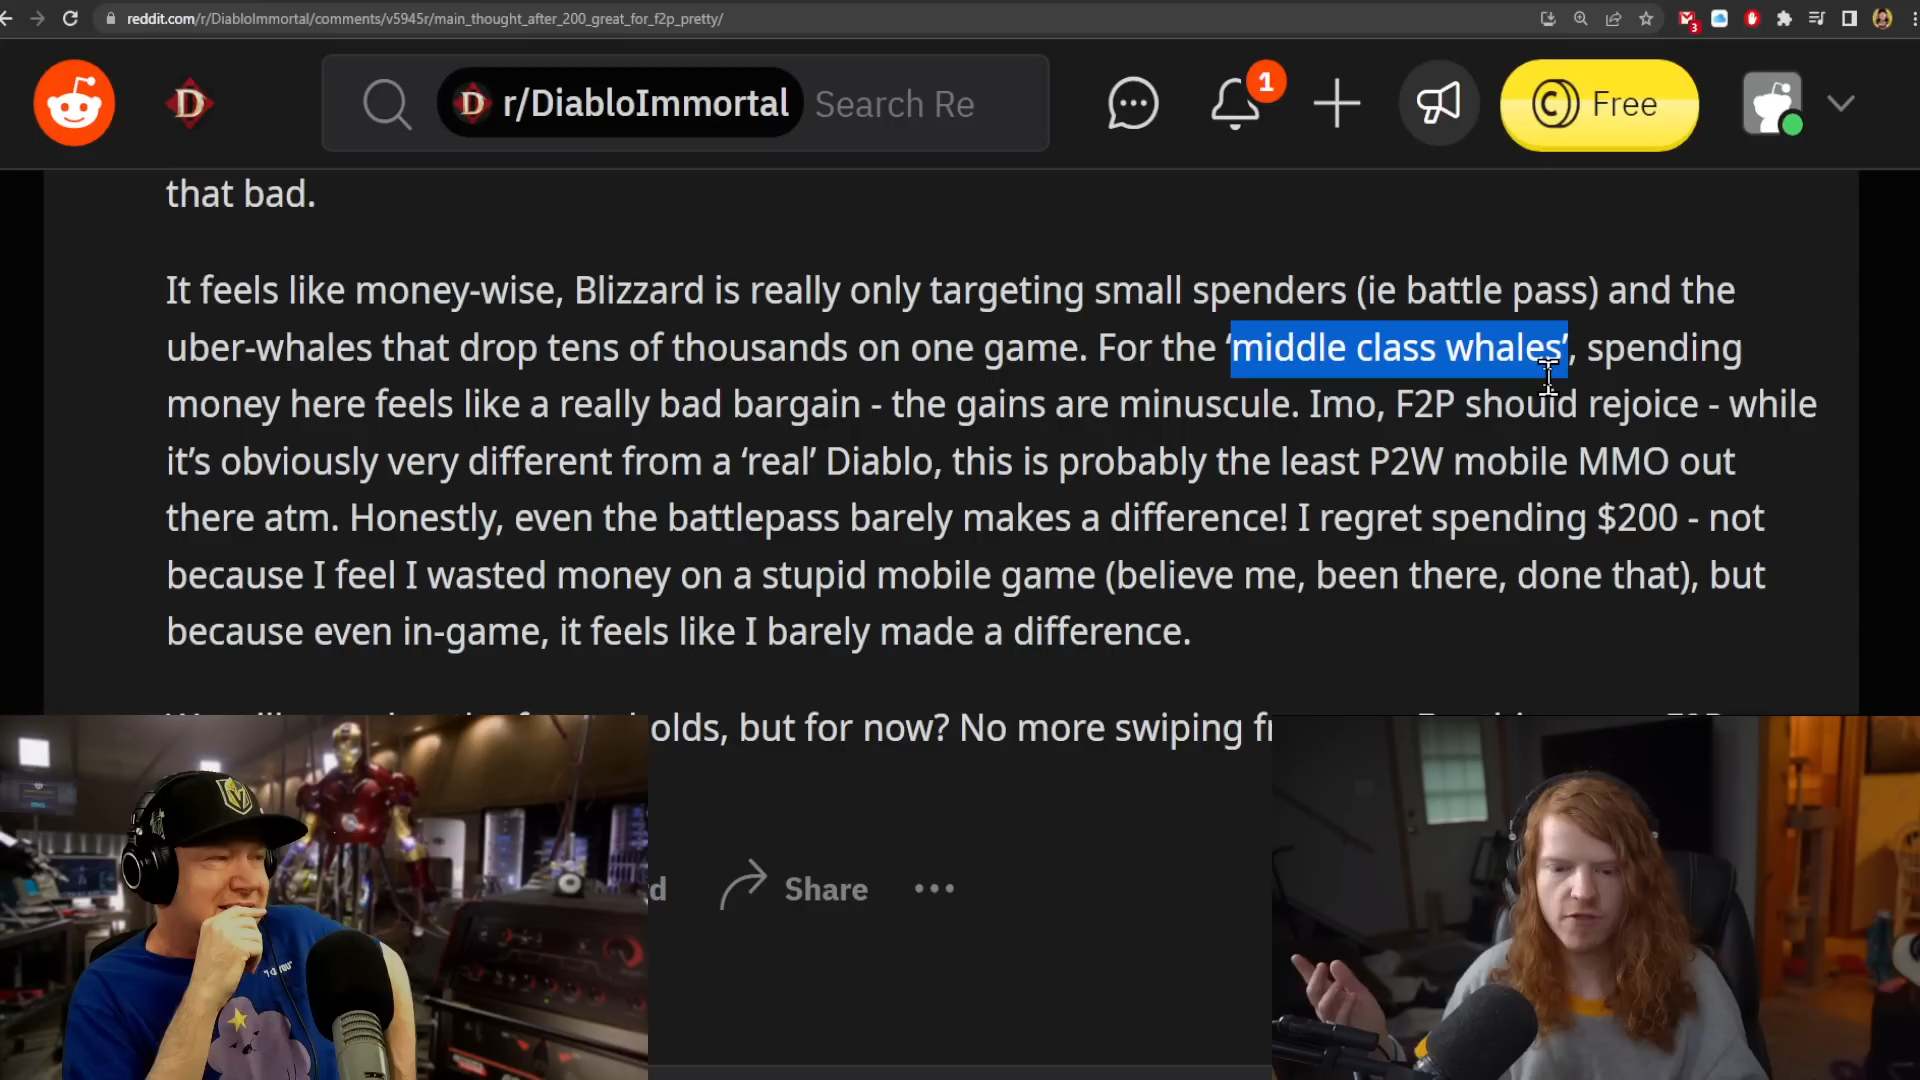 reddit.com/r/DiabloImmortal/comments/v5945r/main_thought_after_200_great_for_f2p_pretty/
3
r/DiabloImmortal Search Re
1
Free
that bad.
It feels like money-wise, Blizzard is really only targeting small spenders (ie battle pass) and the
uber-whales that drop tens of thousands on one game. For the ‘middle class whales’, spending
money here feels like a really bad bargain - the gains are minuscule. Imo, F2P should rejoice - while
it’s obviously very different from a ‘real’ Diablo, this is probably the least P2W mobile MMO out
there atm. Honestly, even the battlepass barely makes a difference! I regret spending $200 - not
because I feel I wasted money on a stupid mobile game (believe me, been there, done that), but
because even in-game, it feels like I barely made a difference.
olds, but for now? No more swiping fr
d Share